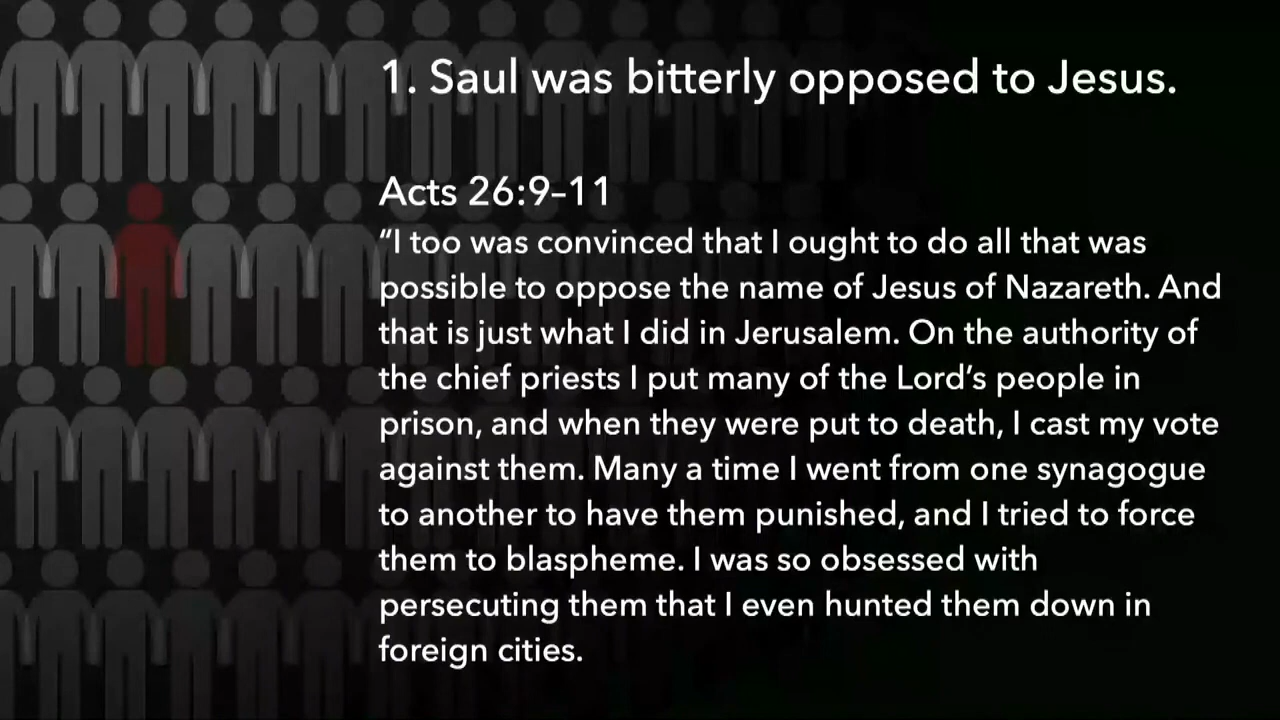 1. Saul was bitterly opposed to Jesus.
Acts 26:9–11
“I too was convinced that I ought to do all that was
possible to oppose the name of Jesus of Nazareth. And
that is just what I did in Jerusalem. On the authority of
the chief priests I put many of the Lord’s people in
prison, and when they were put to death, I cast my vote
against them. Many a time I went from one synagogue
to another to have them punished, and I tried to force
them to blaspheme. I was so obsessed with
persecuting them that I even hunted them down in
foreign cities.